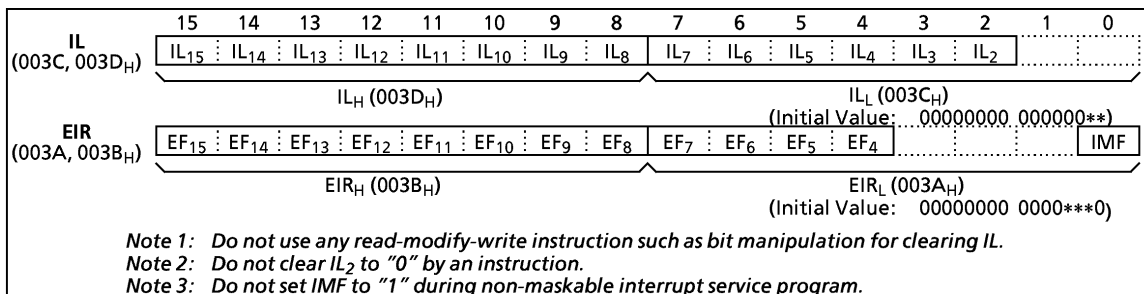 15 14 13 12 11 10 9 8 7 6 5 4 3 2 1 0
IL
(003C, 003DH)
IL15 IL14 IL13 IL12 IL11 IL10 IL9 IL8 IL7 IL6 IL5 IL4 IL3 IL2
ILH (003DH) ILL (003CH)
(Initial Value: 00000000 000000**)
EIR
(003A, 003BH)
EF15 EF14 EF13 EF12 EF11 EF10 EF9 EF8 EF7 EF6 EF5 EF4 IMF
EIRH (003BH) EIRL (003AH)
(Initial Value: 00000000 0000***0)
Note 1: Do not use any read-modify-write instruction such as bit manipulation for clearing IL.
Note 2: Do not clear IL2 to "0" by an instruction.
Note 3: Do not set IMF to "1" during non-maskable interrupt service program.